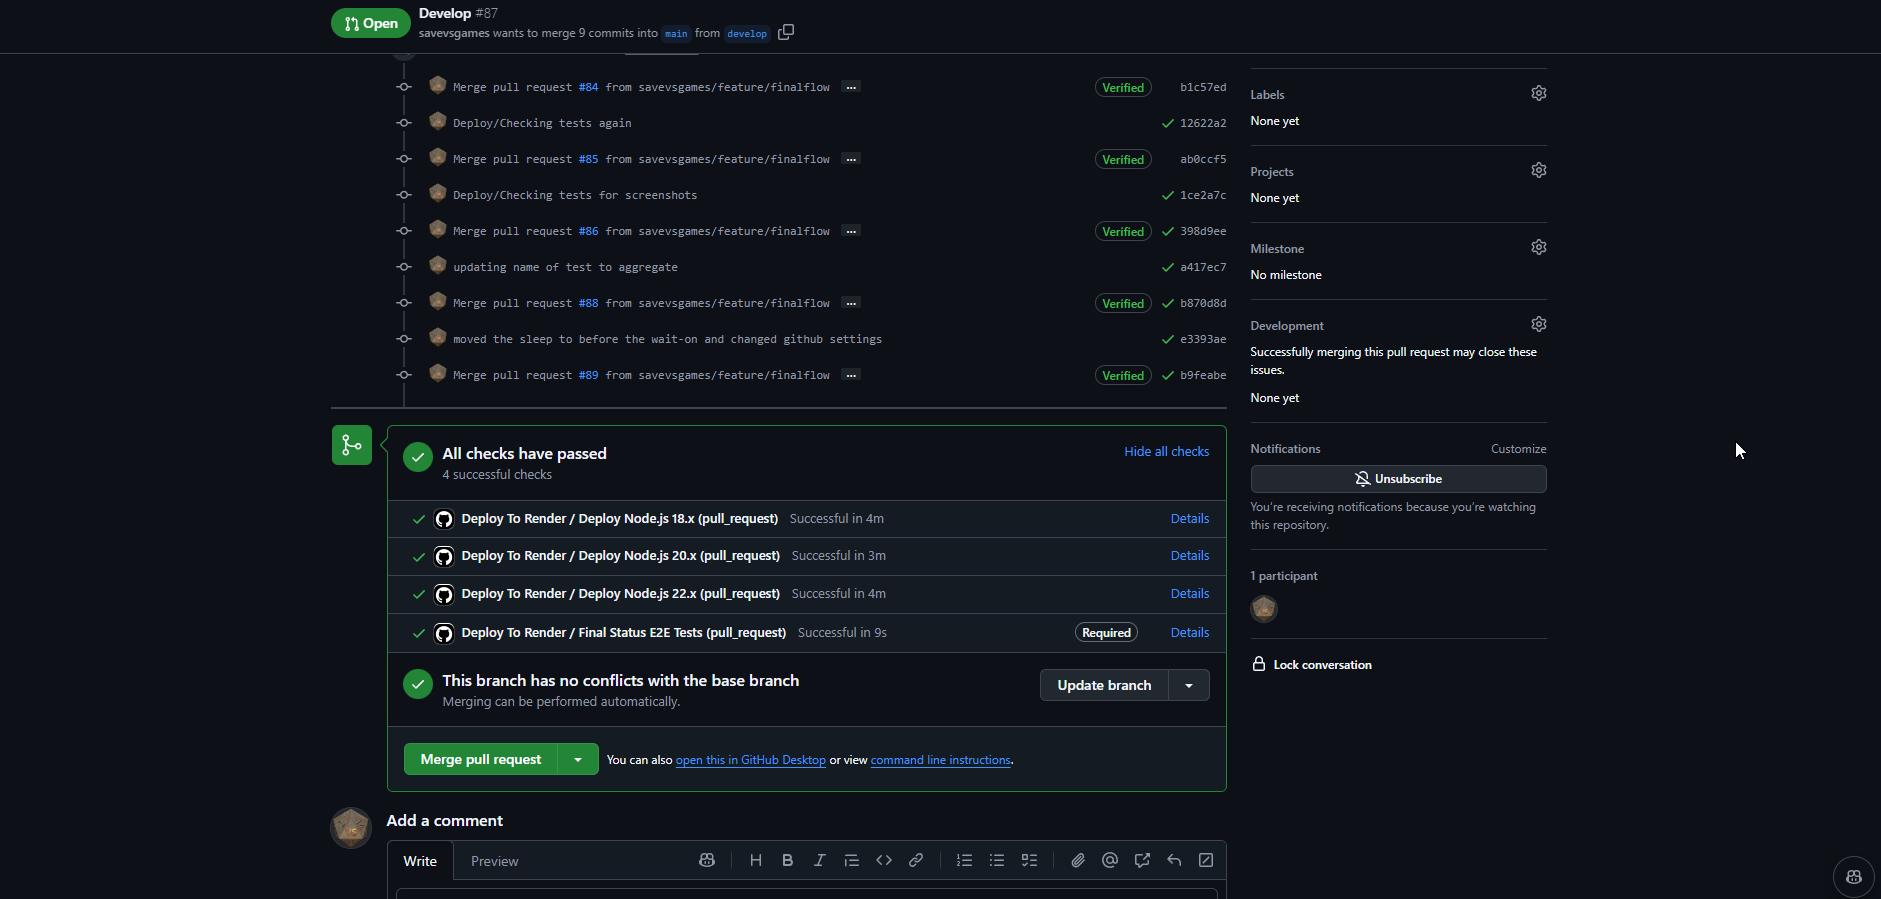 Open
Develop #87
savevsgames wants to merge 9 commits into main from develop
Merge pull request #84 from savevsgames/feature/finalflow ... Verified b1c57ed
Deploy/Checking tests again 12622a2
Merge pull request #85 from savevsgames/feature/finalflow ... Verified ab0ccf5
Deploy/Checking tests for screenshots 1ce2a7c
Merge pull request #86 from savevsgames/feature/finalflow ... Verified 398d9ee
updating name of test to aggregate a417ec7
Merge pull request #88 from savevsgames/feature/finalflow ... Verified b870d8d
moved the sleep to before the wait-on and changed github settings e3393ae
Merge pull request #89 from savevsgames/feature/finalflow ... Verified b9feabe
All checks have passed
4 successful checks
Hide all checks
Deploy To Render / Deploy Node.js 18.x (pull_request) Successful in 4m Details
Deploy To Render / Deploy Node.js 20.x (pull_request) Successful in 3m Details
Deploy To Render / Deploy Node.js 22.x (pull_request) Successful in 4m Details
Deploy To Render / Final Status E2E Tests (pull_request) Successful in 9s Required Details
This branch has no conflicts with the base branch
Merging can be performed automatically.
Update branch
Merge pull request
You can also open this in GitHub Desktop or view command line instructions.
Add a comment
Write
Preview
Labels
None yet
Projects
None yet
Milestone
No milestone
Development
Successfully merging this pull request may close these
issues.
None yet
Notifications
Customize
Unsubscribe
You're receiving notifications because you're watching
this repository.
1 participant
Lock conversation